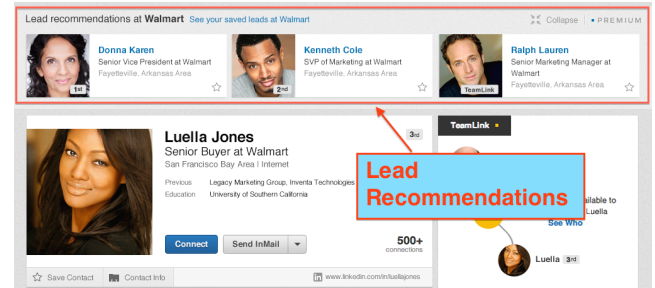 Lead recommendations at Walmart See your saved leads at Walmart Collapse PREMIUM
Donna Karen
Senior Vice President at Walmart
Fayetteville, Arkansas Area
1st
Kenneth Cole
SVP of Marketing at Walmart
Fayetteville, Arkansas Area
2nd
Ralph Lauren
Senior Marketing Manager at
Walmart
Fayetteville, Arkansas Area
TeamLink
Luella Jones 3rd
Senior Buyer at Walmart
San Francisco Bay Area | Internet
Previous Legacy Marketing Group, Inventa Technologies
Education University of Southern California
Connect Send InMail 500+
connections
Save Contact Contact Info www.linkedin.com/in/luellajones
Lead
Recommendations
TeamLink
to
Luella
See Who
Luella 3rd